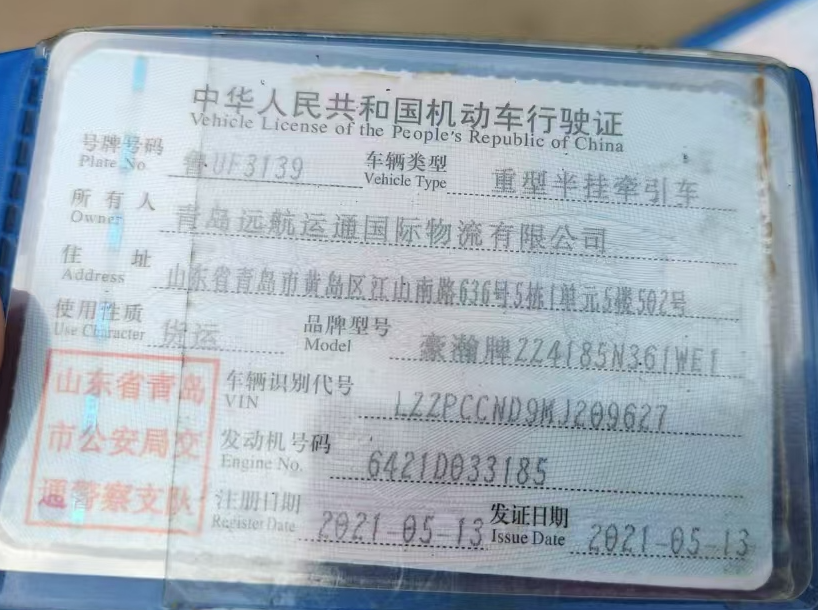 中华人民共和国机动车行驶证
Vehicle License of the People's Republic of China
号牌号码 鲁UF3139 车辆类型 重型半挂牵引车
Plate No. Vehicle Type
所有人 青岛远航运通国际物流有限公司
Owner
住址 山东省青岛市黄岛区江山南路636号5栋1单元5楼502号
Address
使用性质 货运 品牌型号 豪瀚牌ZZ4185N361WE1
Use Character Model
山东省青岛
市公安局交
通警察支队
车辆识别代号 LZZPCCND9MJ209627
VIN
发动机号码 6421D033185
Engine No.
注册日期 2021-05-13 发证日期 2021-05-13
Register Date Issue Date